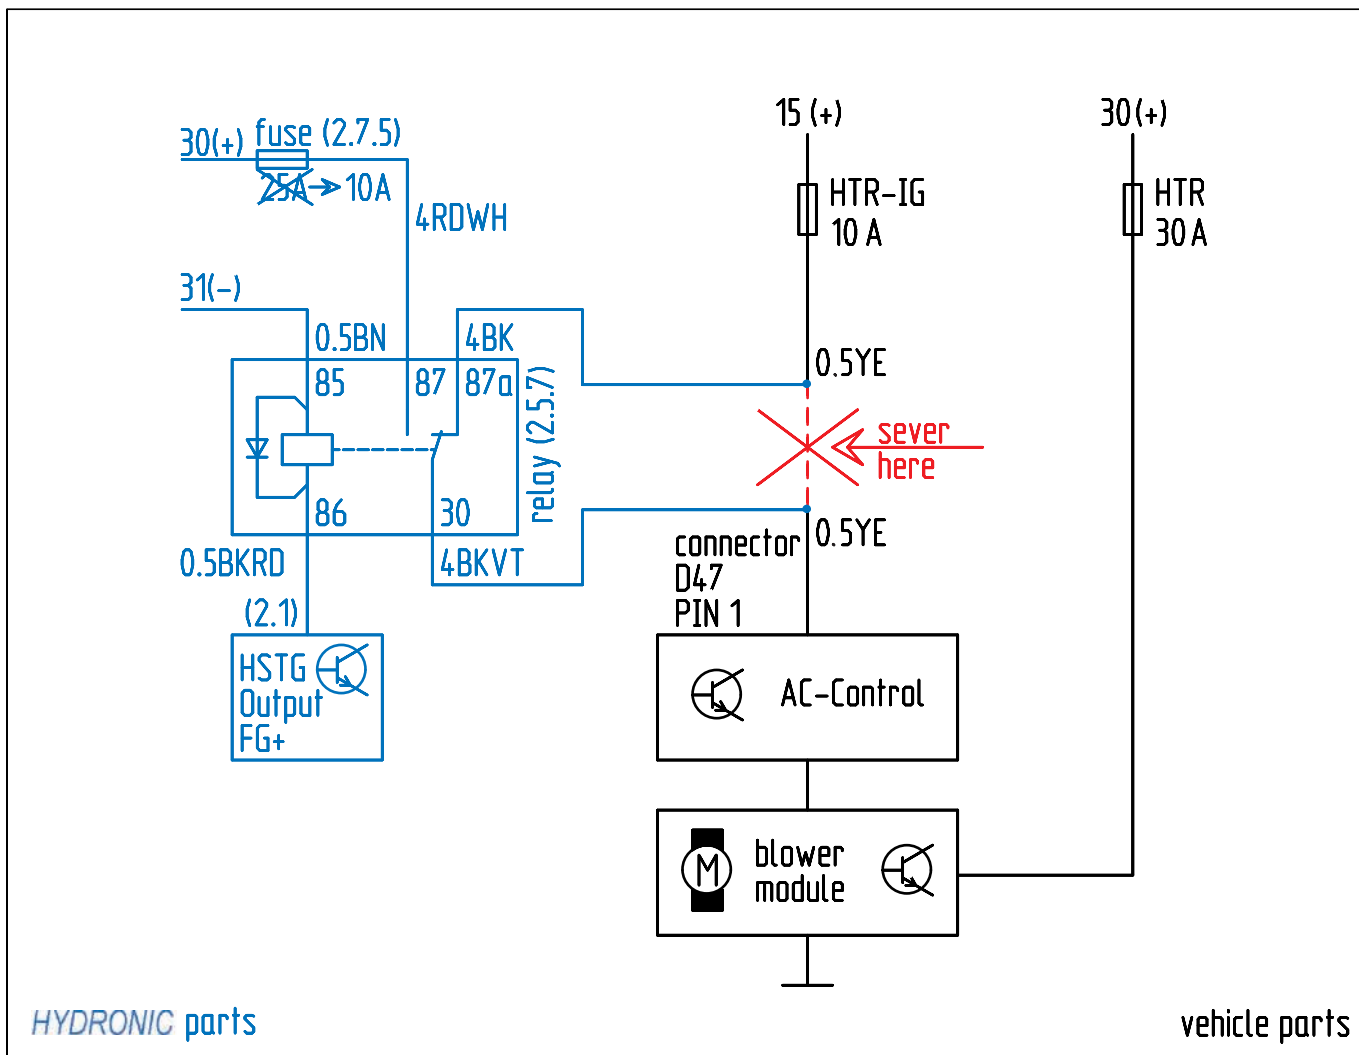 fuse (2.7.5)
30(+)
25A
10A
4RDWH
31(-)
0.5BN
4BK
85
87
87a
relay (2.5.7)
86
30
0.5BKRD
4BKVT
(2.1)
HSTG
Output
FG+
15 (+)
HTR-IG
10 A
30(+)
HTR
30 A
0.5YE
sever
here
0.5YE
connector
D47
PIN 1
AC-Control
M
blower
module
HYDRONIC parts
vehicle parts